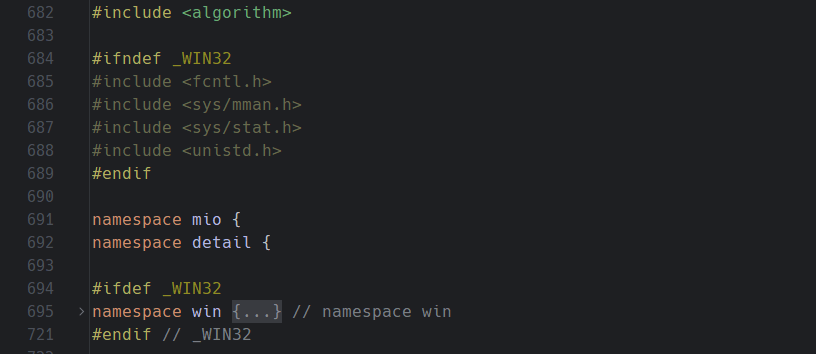 682 #include <algorithm>
683
684 #ifndef _WIN32
685 #include <fcntl.h>
686 #include <sys/mman.h>
687 #include <sys/stat.h>
688 #include <unistd.h>
689 #endif
690
691 namespace mio {
692 namespace detail {
693
694 #ifdef _WIN32
695 > namespace win {...} // namespace win
721 #endif // _WIN32